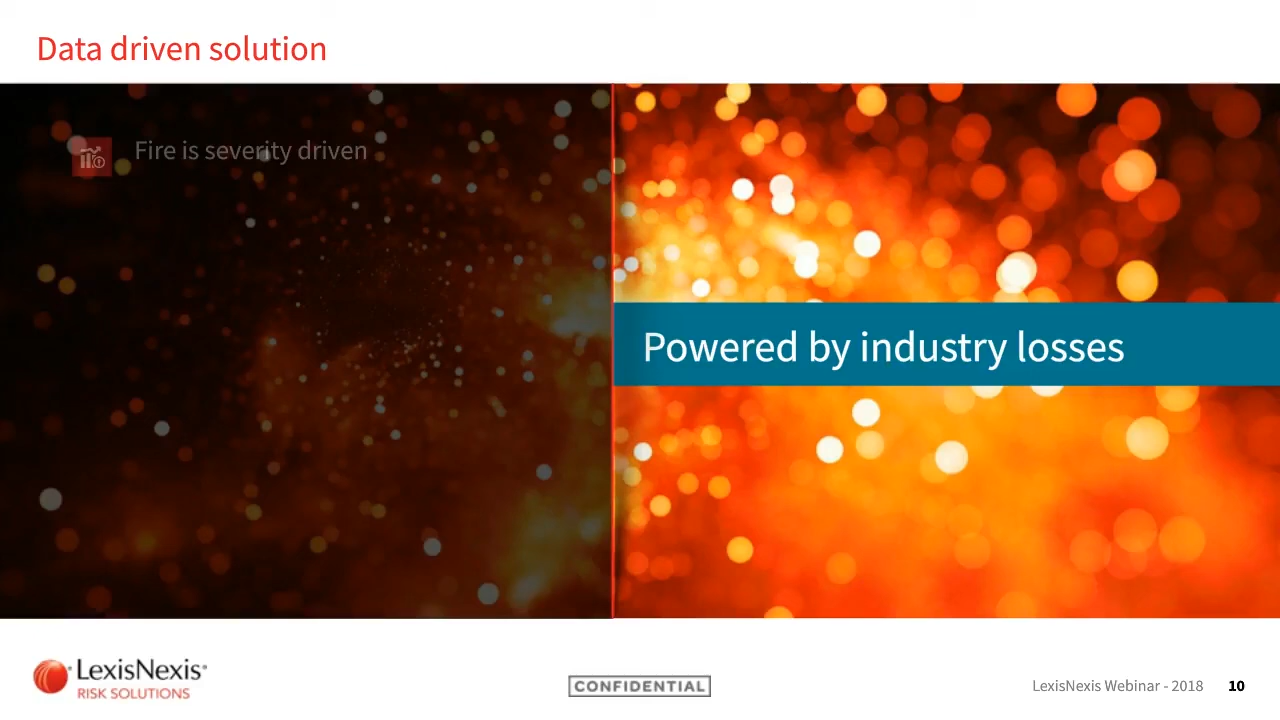 Data driven solution
Fire is severity driven
Powered by industry losses
LexisNexis®
RISK SOLUTIONS
CONFIDENTIAL
LexisNexis Webinar - 2018 10